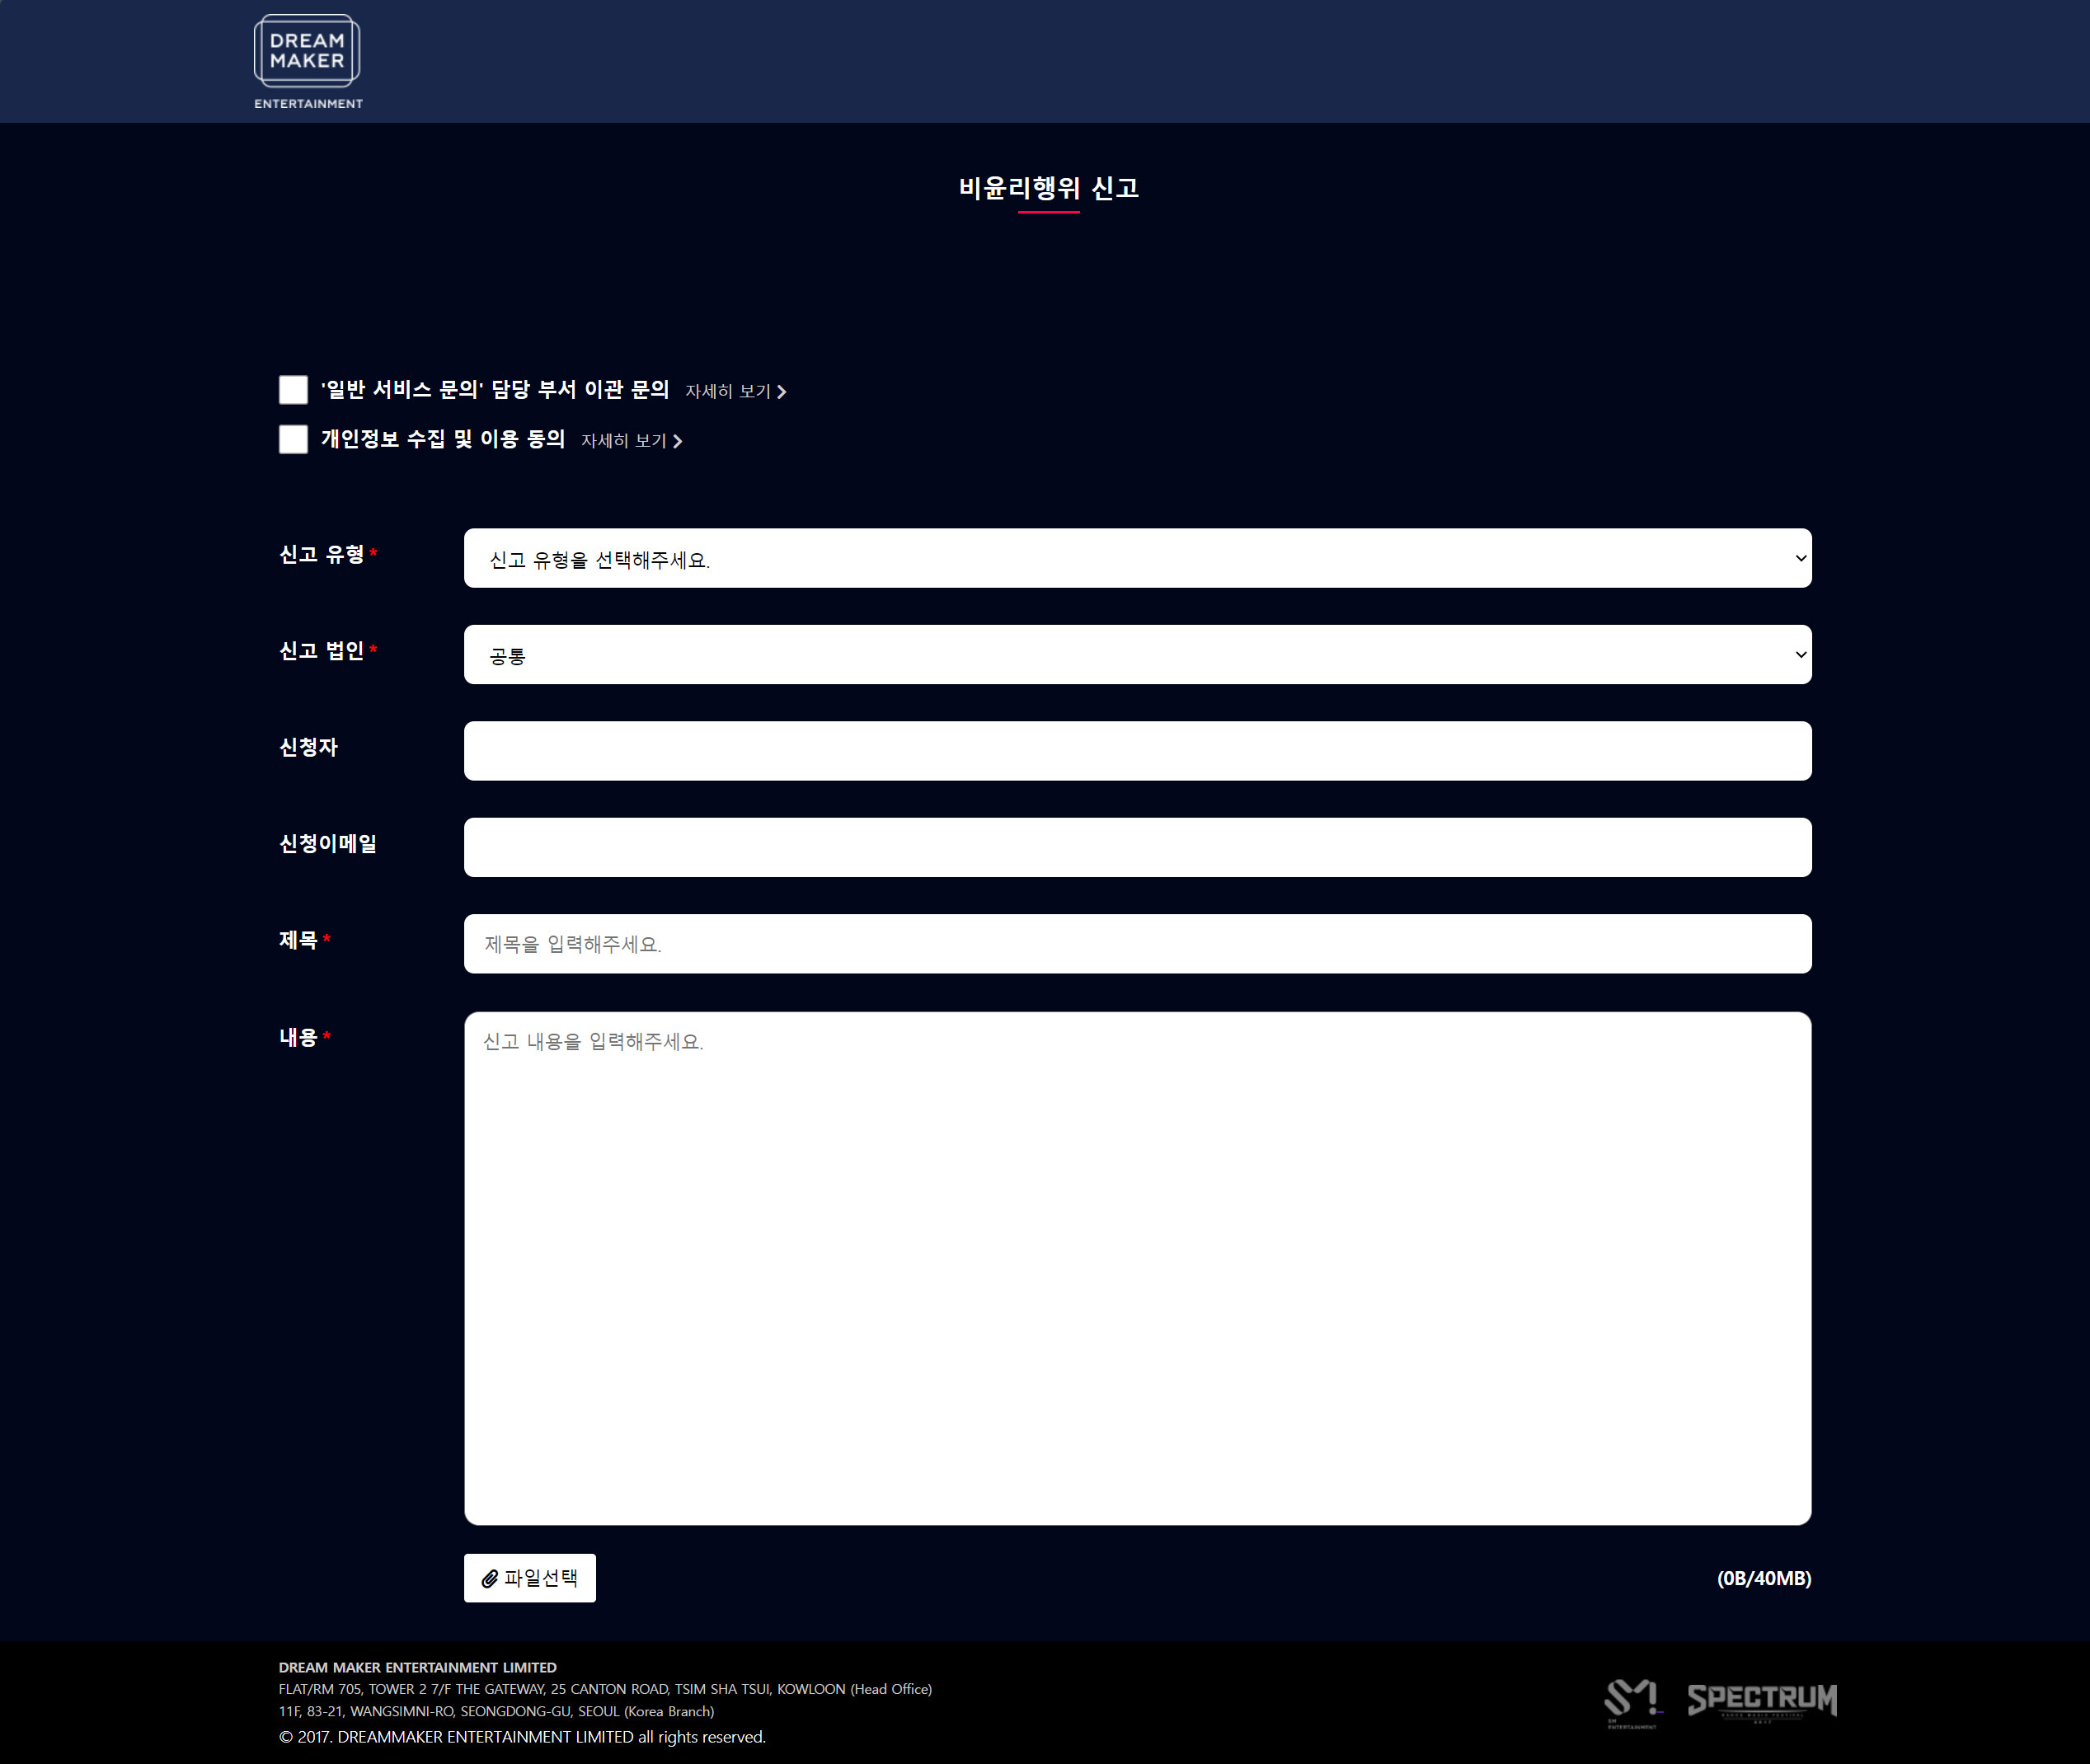 DREAM
MAKER
ENTERTAINMENT
비윤리행위 신고
'일반 서비스 문의' 담당 부서 이관 문의 자세히 보기
개인정보 수집 및 이용 동의 자세히 보기
신고 유형* 신고 유형을 선택해주세요.
신고 법인* 공통
신청자
신청이메일
제목* 제목을 입력해주세요.
내용* 신고 내용을 입력해주세요.
파일선택 (0B/40MB)
DREAM MAKER ENTERTAINMENT LIMITED
FLAT/RM 705, TOWER 2 7/F THE GATEWAY, 25 CANTON ROAD, TSIM SHA TSUI, KOWLOON (Head Office)
11F, 83-21, WANGSIMNI-RO, SEONGDONG-GU, SEOUL (Korea Branch)
© 2017. DREAMMAKER ENTERTAINMENT LIMITED all rights reserved.
SM
ENTERTAINMENT
SPECTRUM